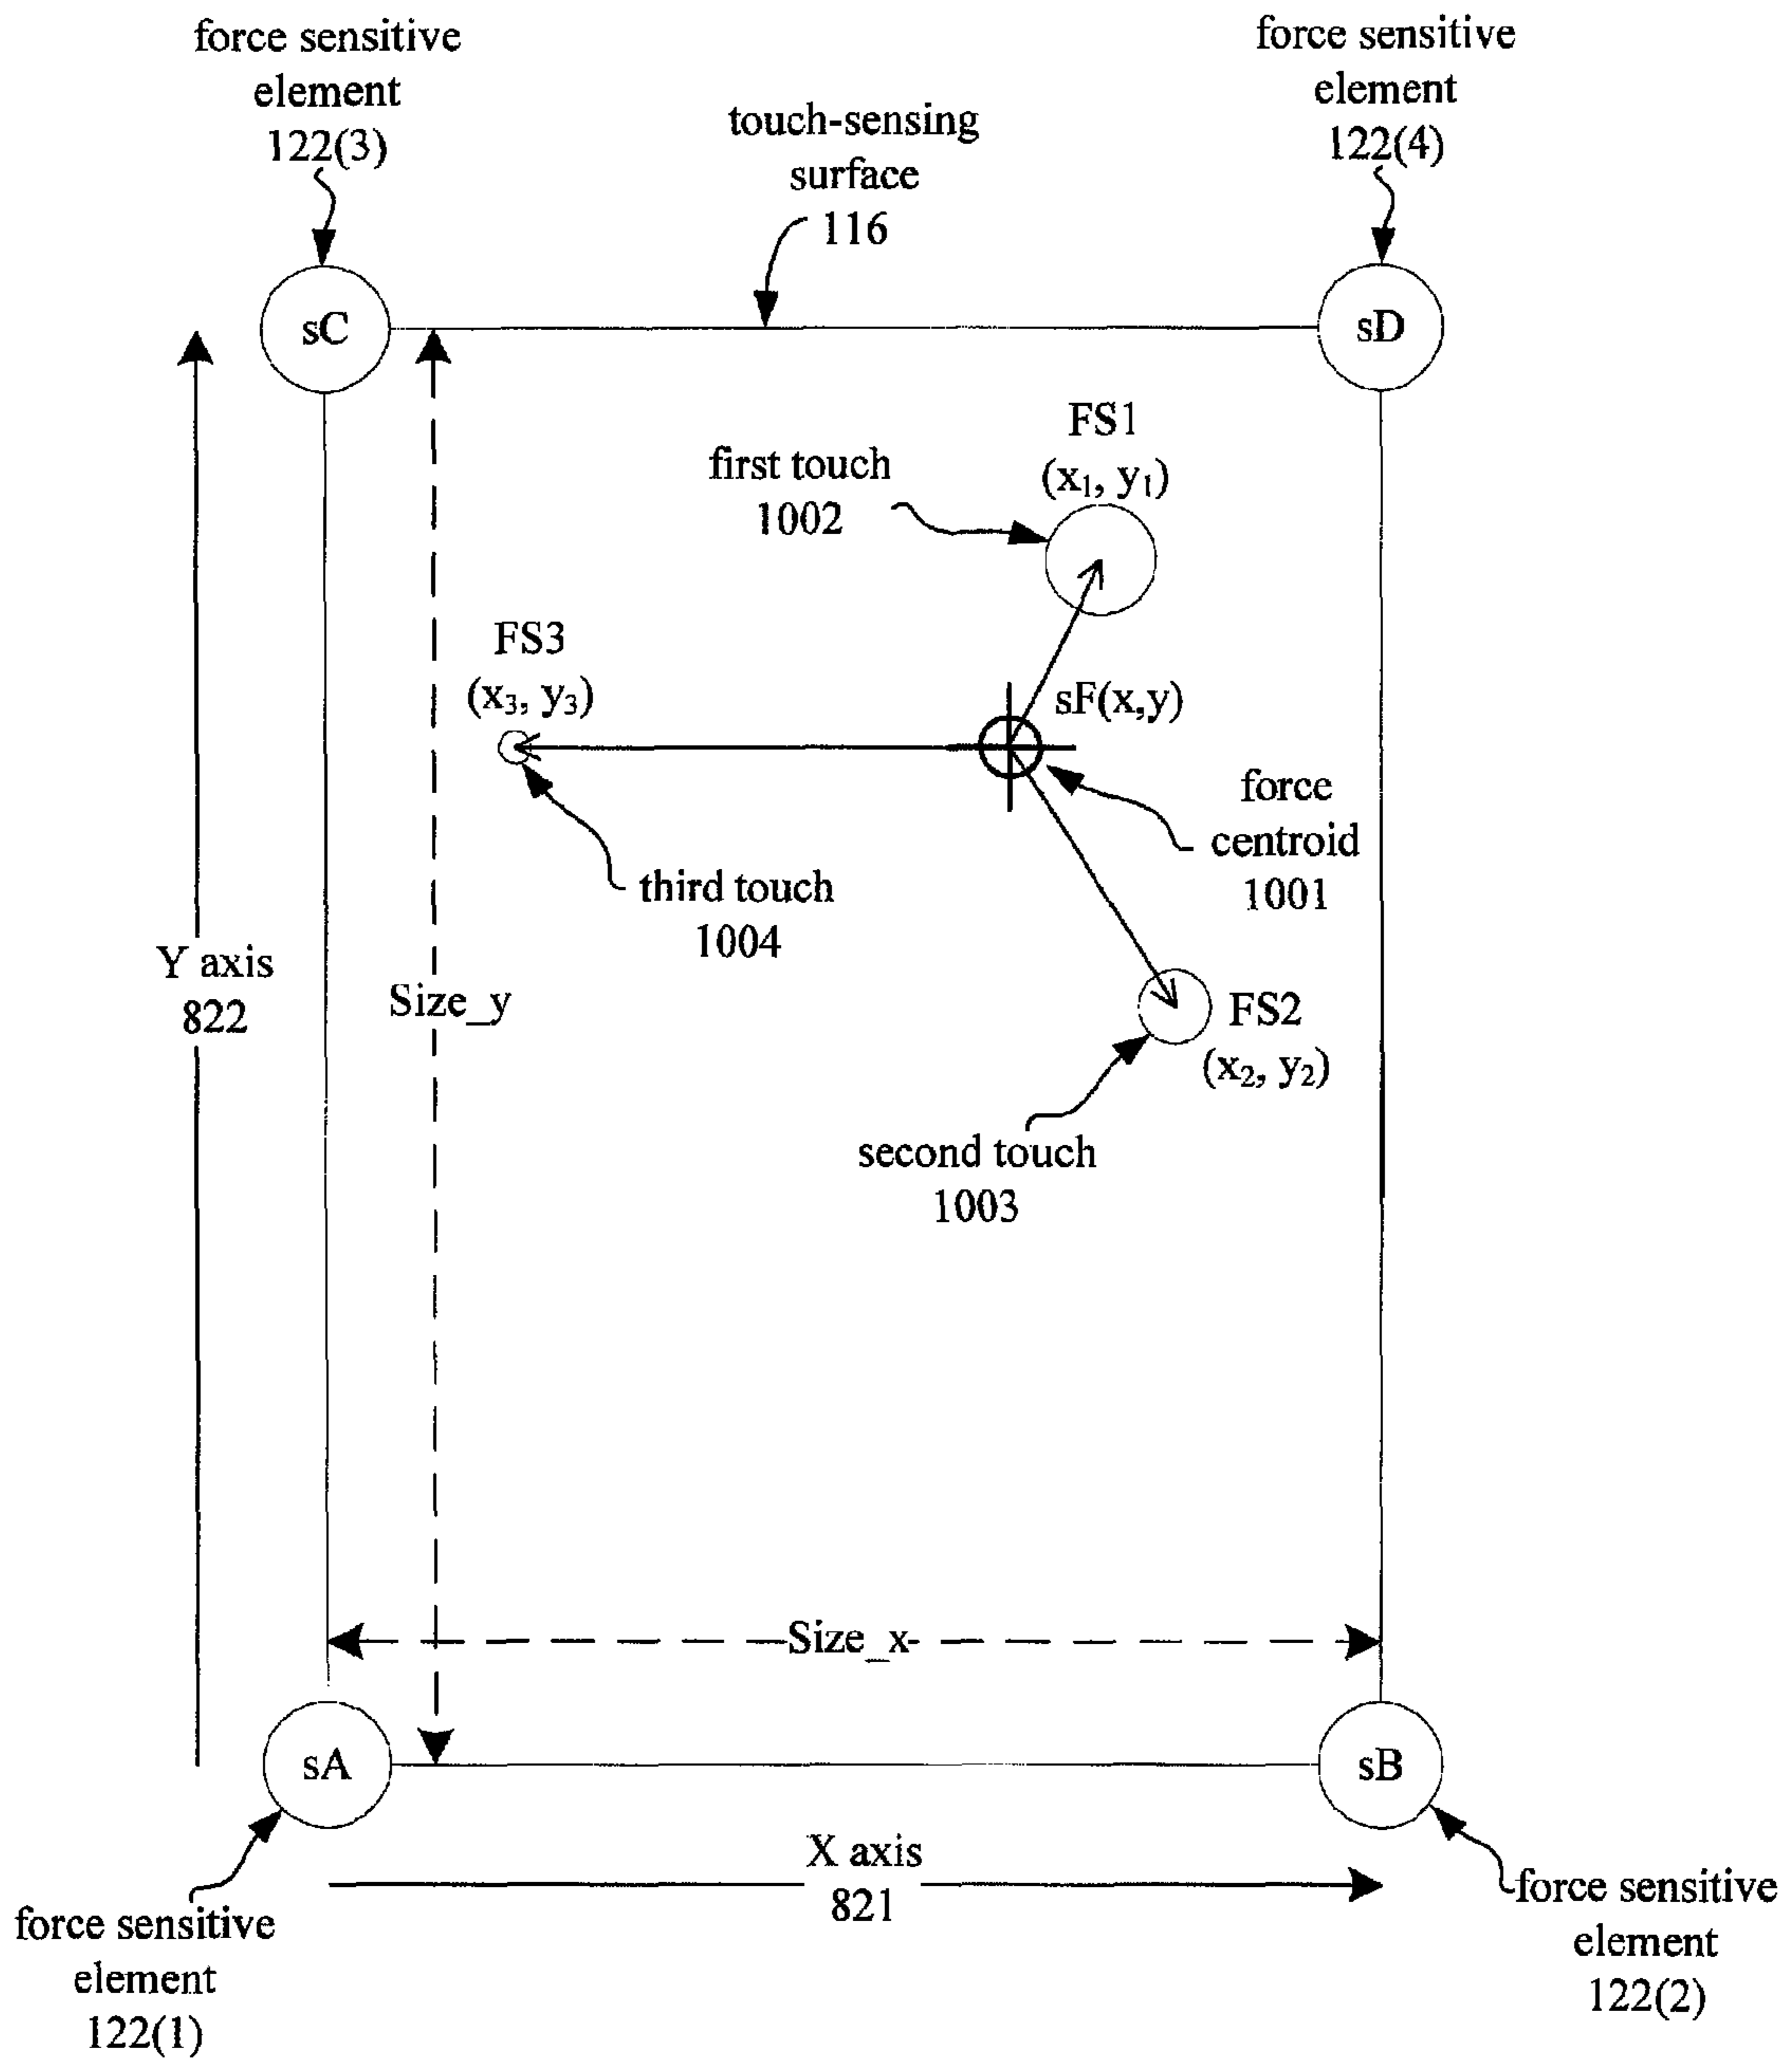 force sensitive
element
122(3)
force sensitive
element
122(4)
touch-sensing
surface
116
sC
sD
FS1
(x₁, y₁)
first touch
1002
FS3
(x₃, y₃)
sF(x,y)
force
centroid
1001
third touch
1004
Y axis
822
Size_y
FS2
(x₂, y₂)
second touch
1003
Size_x
sA
sB
X axis
821
force sensitive
element
122(1)
force sensitive
element
122(2)